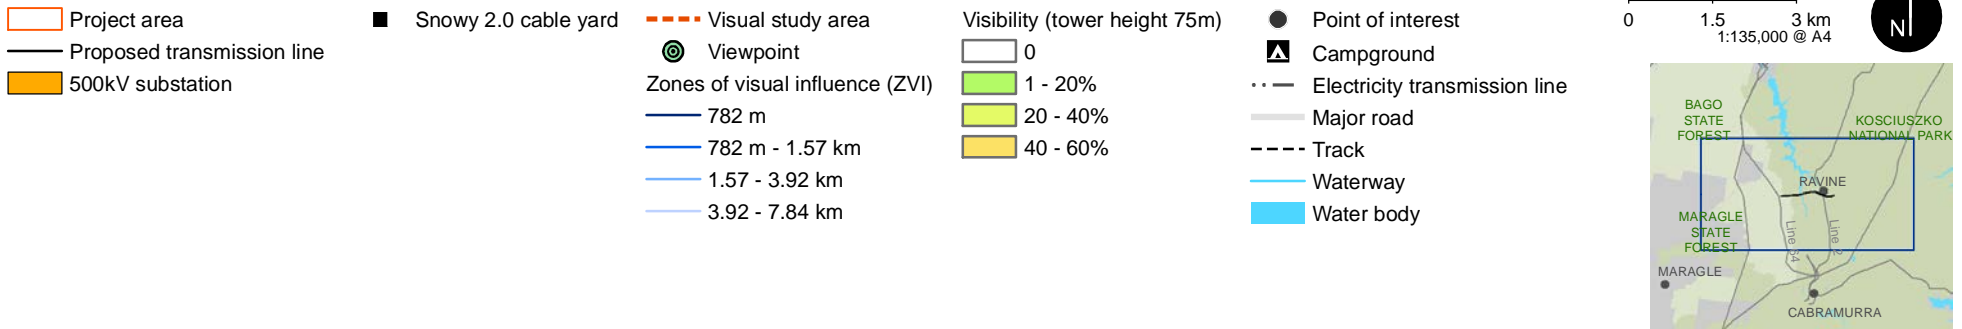 Project area
Proposed transmission line
500kV substation
Snowy 2.0 cable yard
Visual study area
Viewpoint
Zones of visual influence (ZVI)
782 m
782 m - 1.57 km
1.57 - 3.92 km
3.92 - 7.84 km
Visibility (tower height 75m)
0
1 - 20%
20 - 40%
40 - 60%
Point of interest
Campground
Electricity transmission line
Major road
Track
Waterway
Water body
0 1.5 3 km
1:135,000 @ A4
N
BAGO
STATE
FOREST
KOSCIUSZKO
NATIONAL PARK
RAVINE
MARAGLE
STATE
FOREST
Line 64
MARAGLE
CABRAMURRA